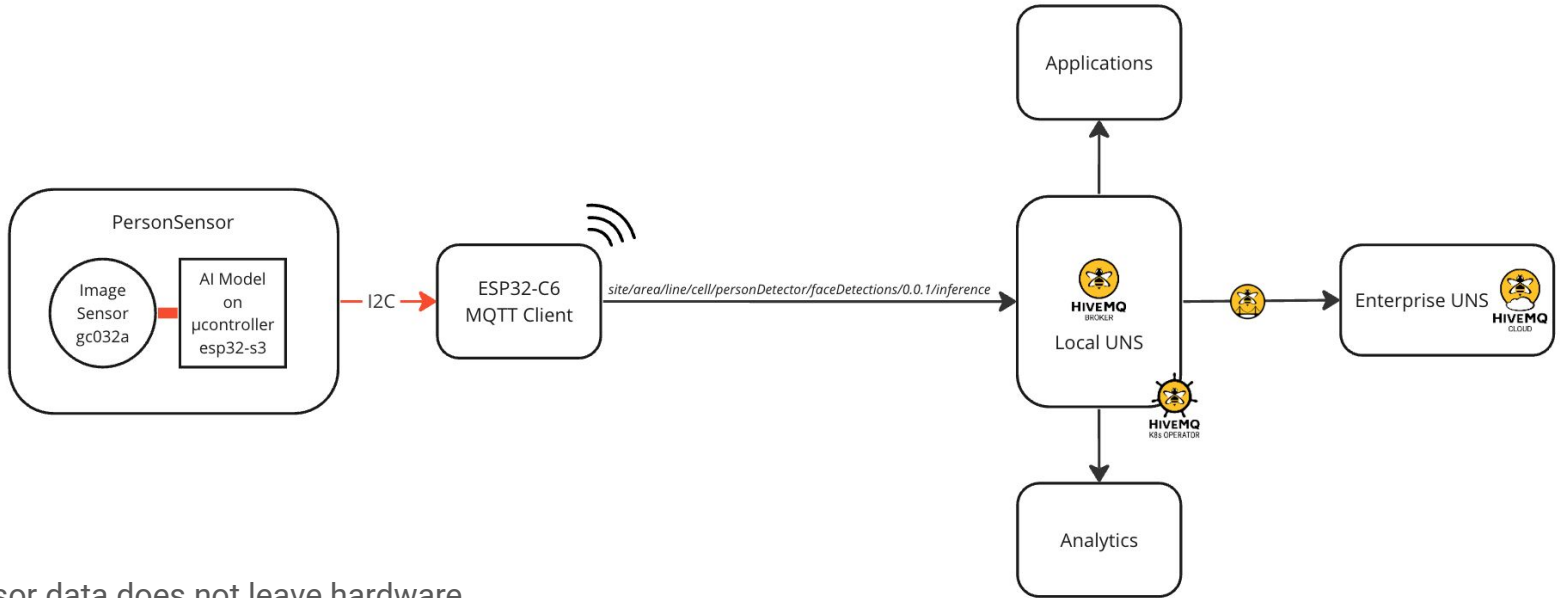 Applications
PersonSensor
Image
Sensor
gc032a
AI Model
on
μcontroller
esp32-s3
I2C
ESP32-C6
MQTT Client
site/area/line/cell/personDetector/faceDetections/0.0.1/inference
HIVEMQ
BROKER
Local UNS
HIVEMQ
K8s OPERATOR
Enterprise UNS
HIVEMQ
CLOUD
Analytics
data does not leave hardware